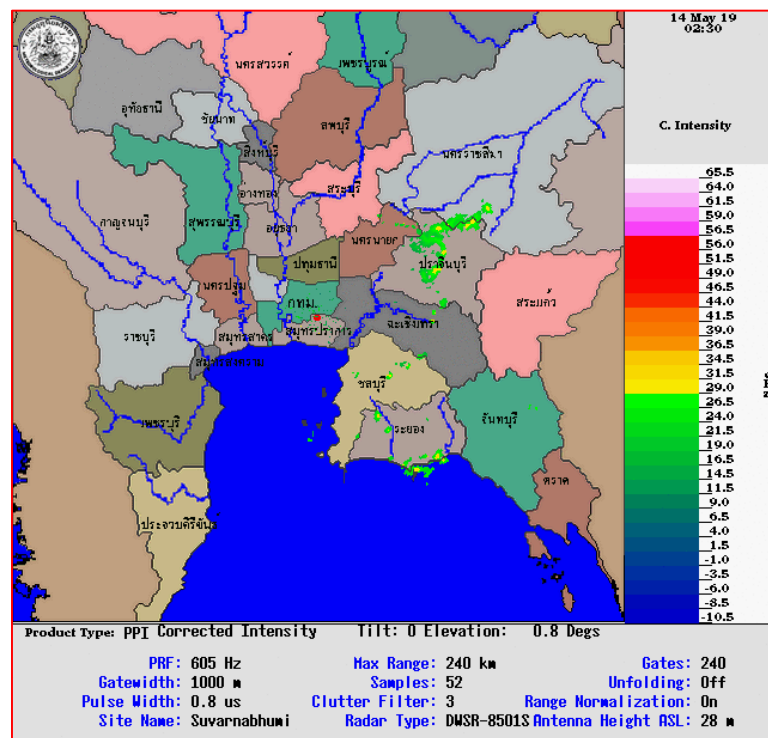 14 May 19
02:30
นครสวรรค์
เพชรบูรณ์
อุทัยธานี
ชัยนาท
ลพบุรี
C. Intensity
สิงหบุรี
นครราชสีมา
อ่างทอง
สระบุรี
กาญจนบุรี
สุพรรณบุรี
อยุธยา
นครนายก
ปราจีนบุรี
ปทุมธานี
นครปฐม
สระแก้ว
กทม.
ราชบุรี
สมุทรสาคร
สมุทรปราการ
ฉะเชิงเทรา
สมุทรสงคราม
ชลบุรี
เพชรบุรี
ระยอง
จันทบุรี
ตราด
ประจวบคีรีขันธ
65.5
64.0
61.5
59.0
56.5
56.0
54.0
51.5
49.0
46.5
44.0
41.5
39.0
36.5
34.0
31.5
29.0
26.5
24.0
21.5
19.0
16.5
14.0
11.5
9.0
6.5
4.0
1.5
-1.0
-3.5
-6.0
-8.5
-10.5
Product Type: PPI Corrected Intensity Tilt: 0 Elevation: 0.8 Degs
PRF: 605 Hz Max Range: 240 km Gates: 240
Gatewidth: 1000 m Samples: 52 Unfolding: Off
Pulse Width: 0.8 us Clutter Filter: 3 Range Normalization: On
Site Name: Suvarnabhumi Radar Type: DWSR-8501S Antenna Height ASL: 28 m